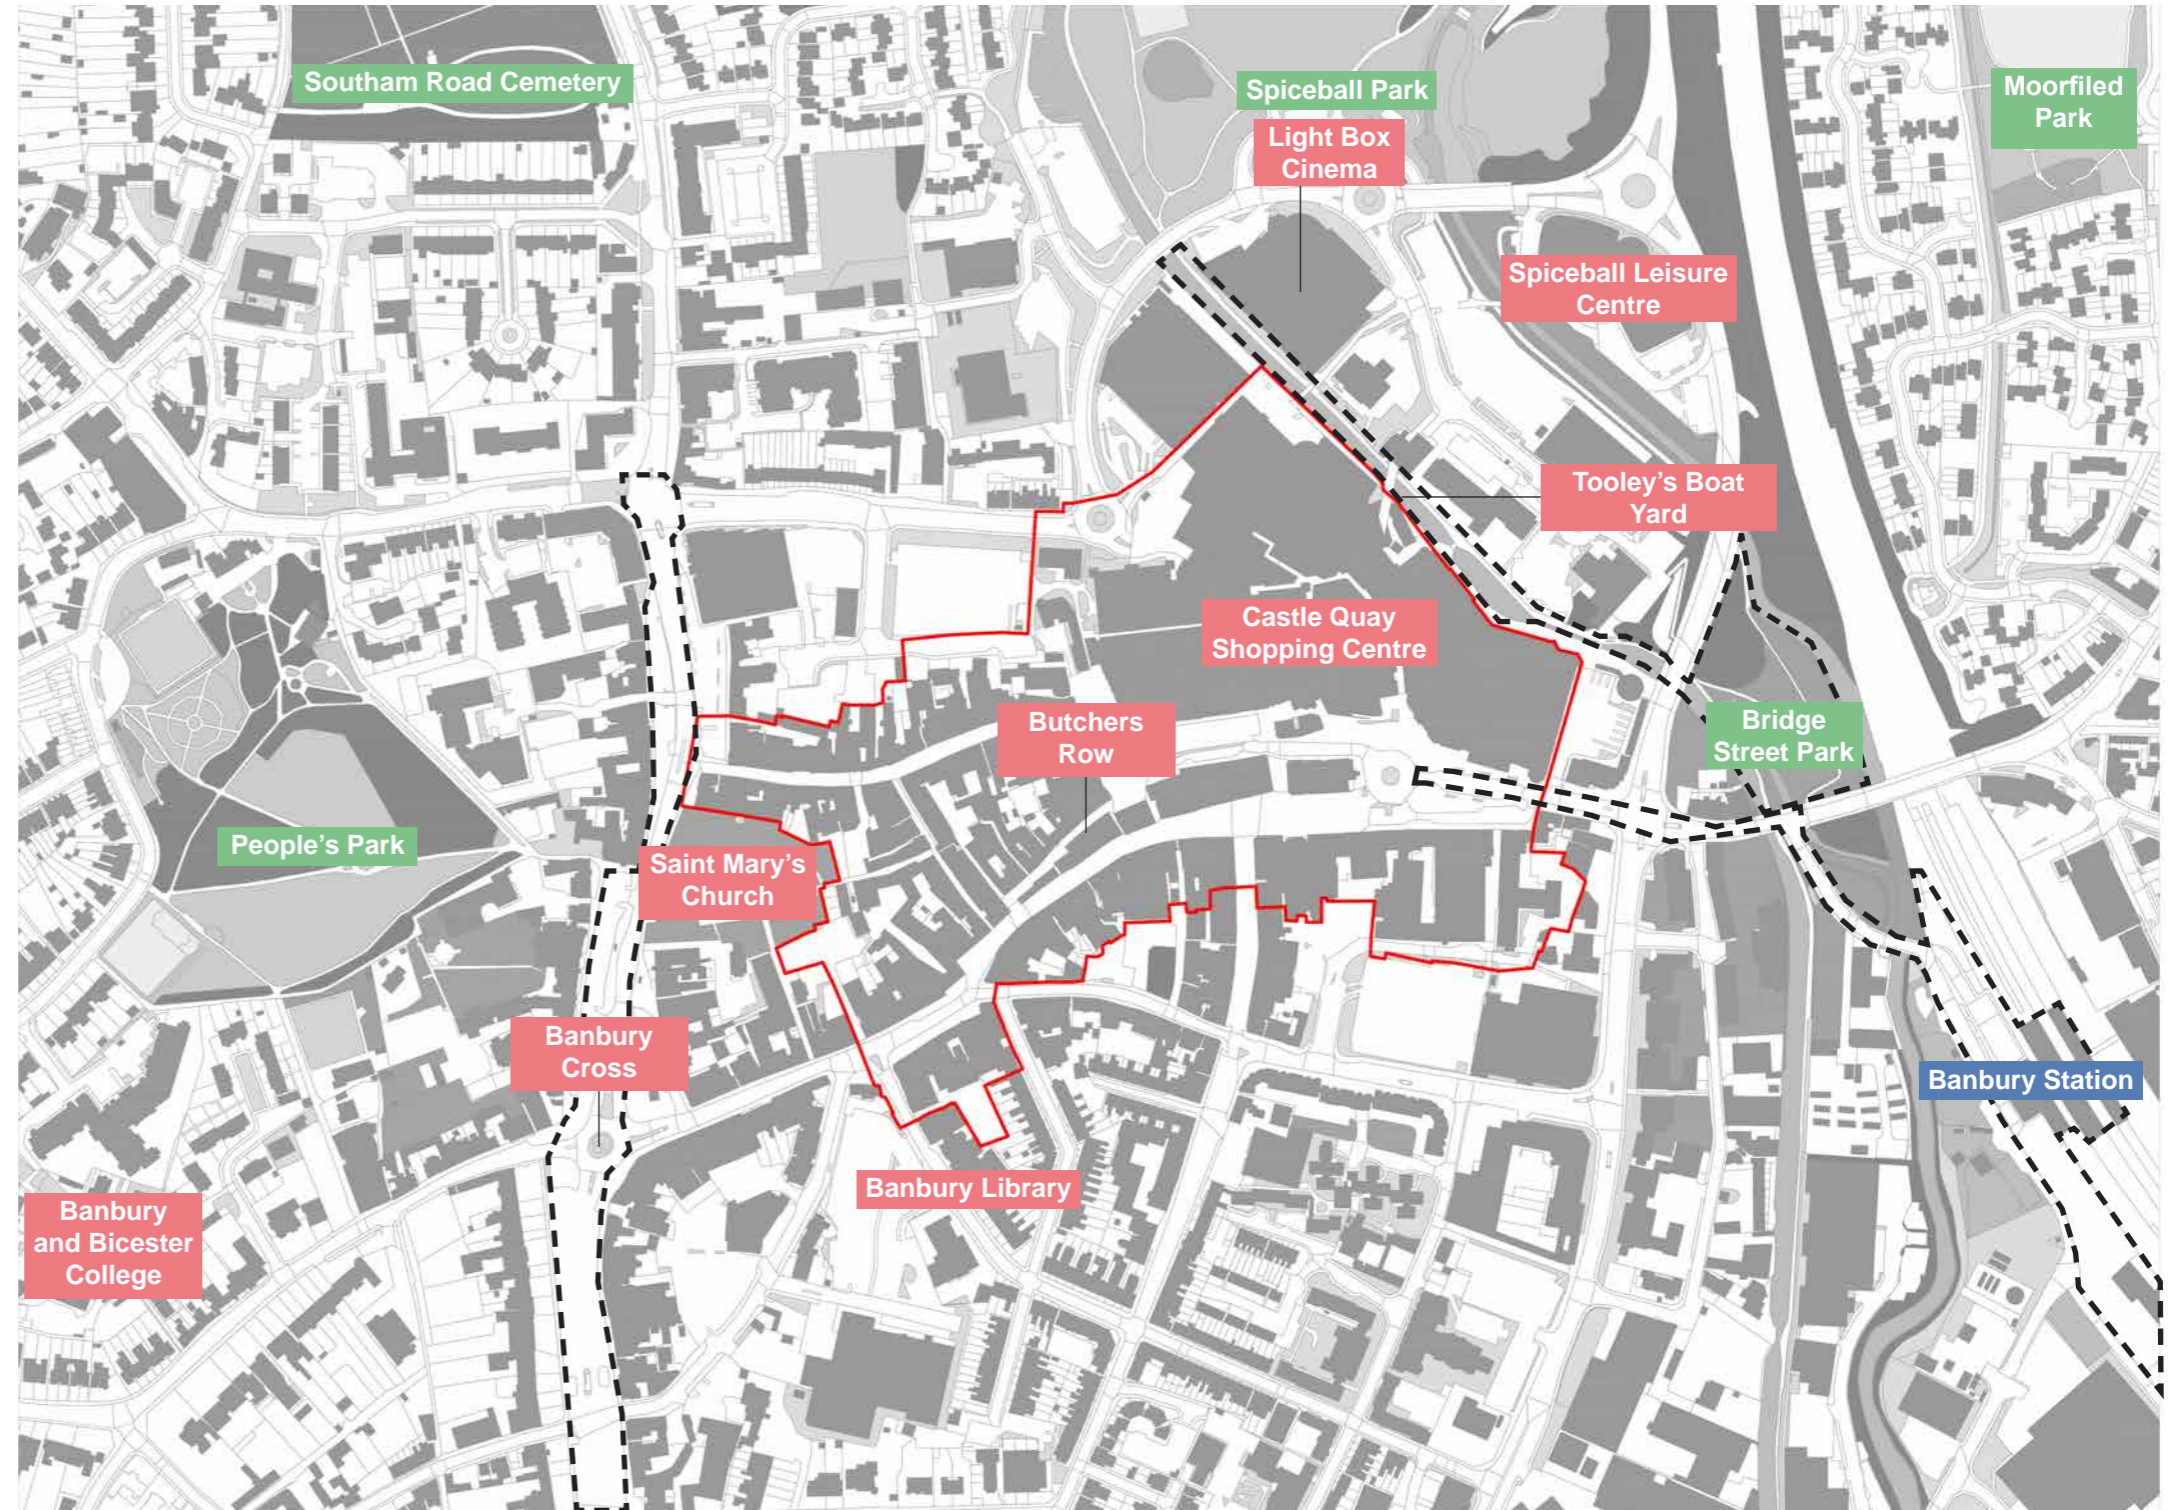 Southam Road Cemetery
Spiceball Park
Moorfiled
Park
Light Box
Cinema
Spiceball Leisure
Centre
Tooley's Boat
Yard
Castle Quay
Shopping Centre
Butchers
Row
Bridge
Street Park
People's Park
Saint Mary's
Church
Banbury
Cross
Banbury Station
Banbury Library
Banbury
and Bicester
College